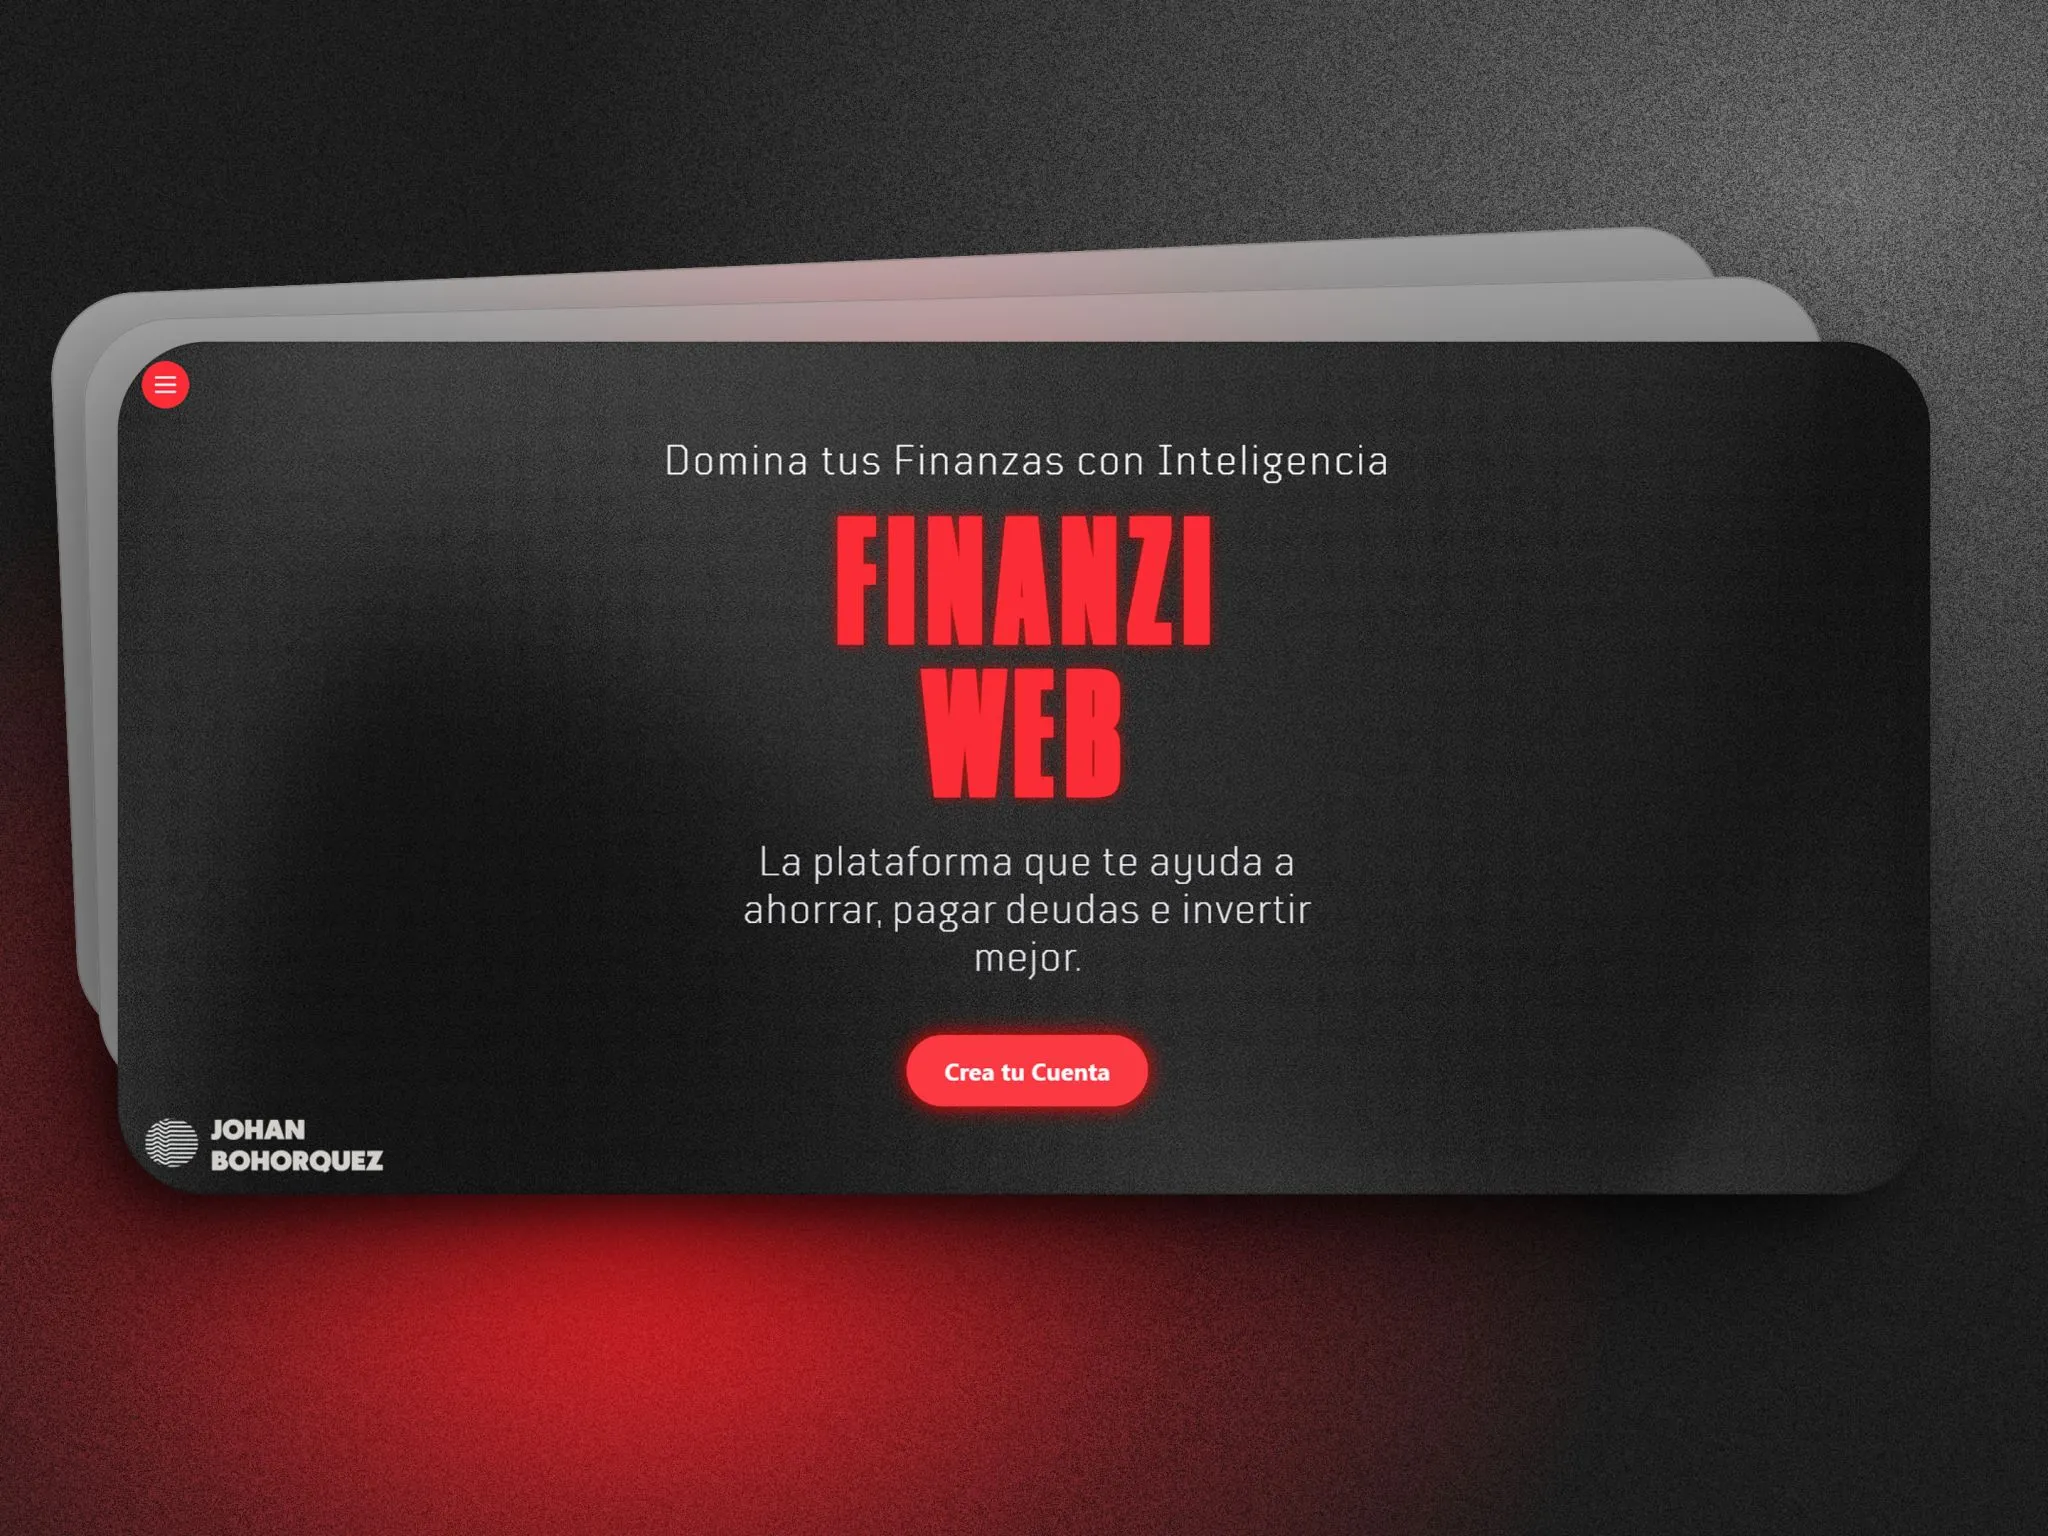 Domina tus Finanzas con Inteligencia
FINANZI
WEB
La plataforma que te ayuda a
ahorrar, pagar deudas e invertir
mejor.
Crea tu Cuenta
JOHAN
BOHORQUEZ